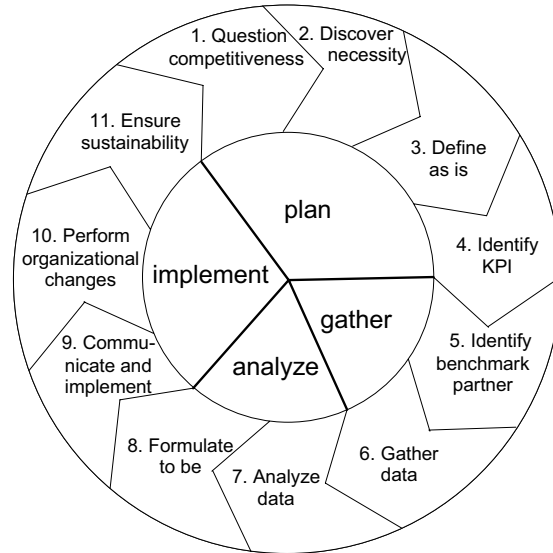 1. Question
competitiveness
2. Discover
necessity
3. Define
as is
4. Identify
KPI
5. Identify
benchmark
partner
6. Gather
data
7. Analyze
data
8. Formulate
to be
9. Commu-
nicate and
implement
10. Perform
organizational
changes
11. Ensure
sustainability
plan
gather
analyze
implement